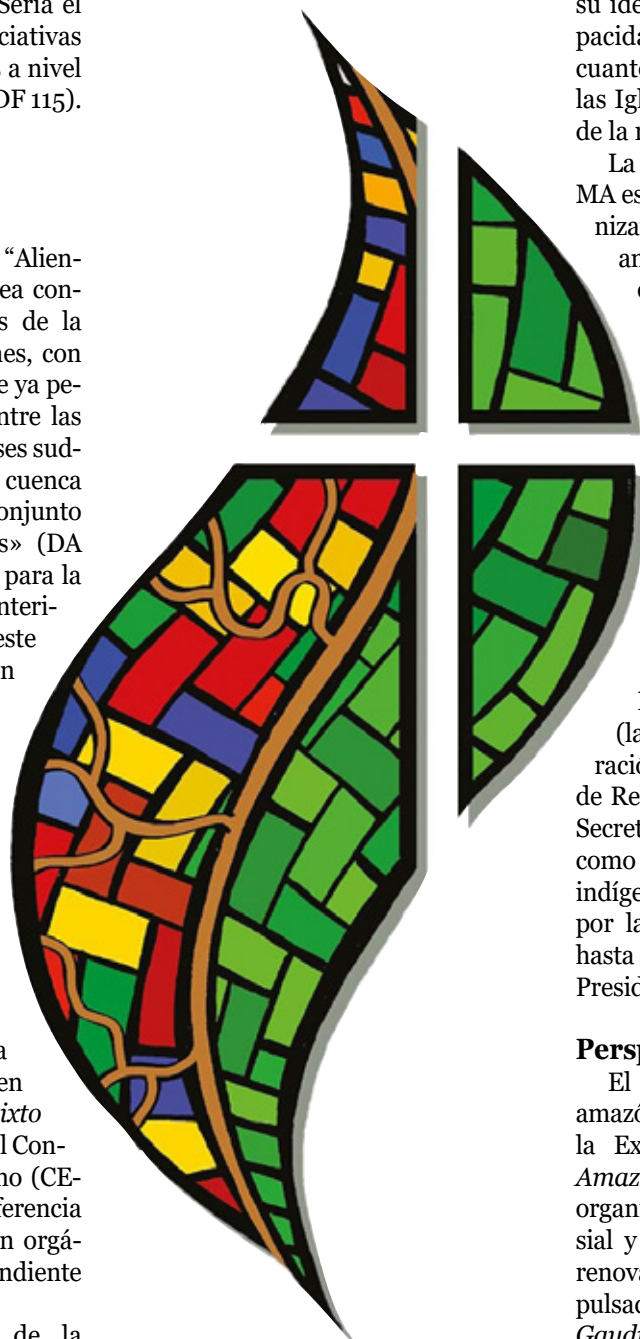 Sería el
ciativas
s a nivel
DF 115).
“Alien-
ea con-
s de la
nes, con
e ya pe-
ntre las
ses sud-
cuenca
onjunto
s» (DA
para la
nteri-
este
n
a
en
ixto
l Con-
no (CE-
ferencia
n orgá-
ndiente
de la
su ide
pacida
cuanto
las Igl
de la
La
MA es
niza
an
(la
ració
de Re
Secret
como
indíge
por la
hasta
Presid
Persp
El
amazó
la Ex
Amaz
organ
sial y
renova
pulsad
Gaud